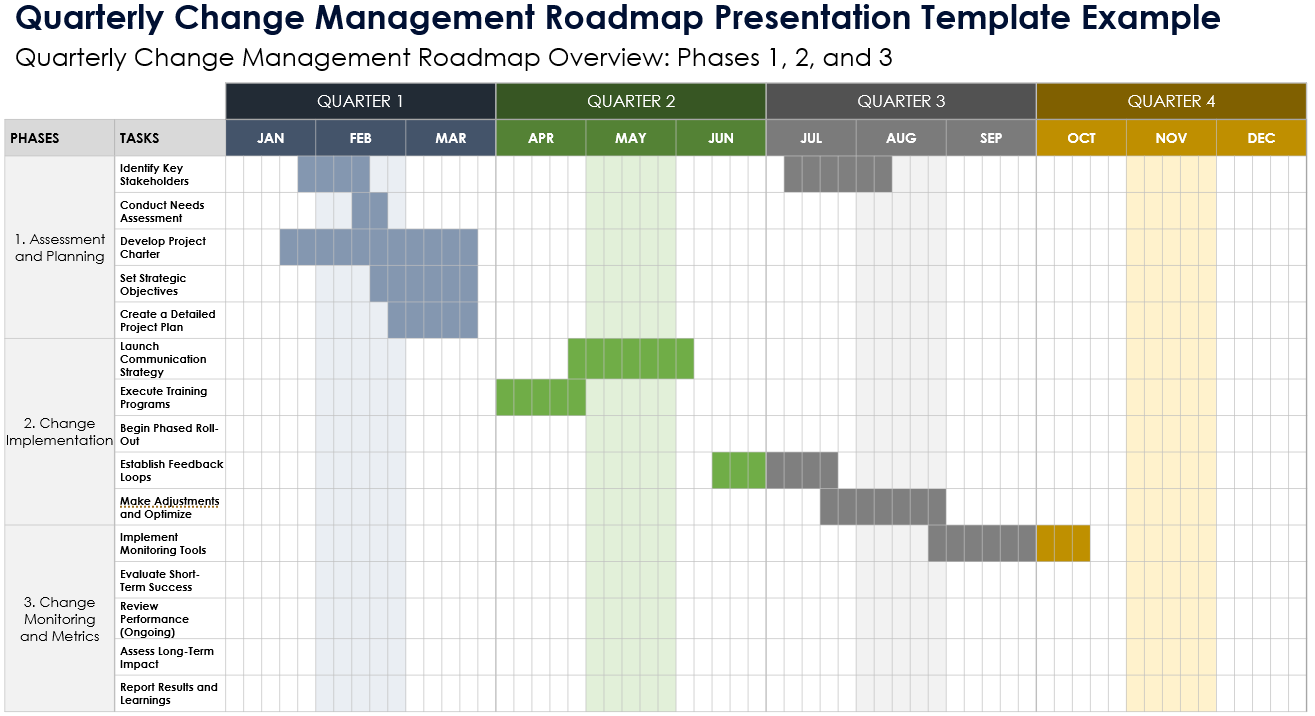 Quarterly Change Management Roadmap Presentation Template Example
Quarterly Change Management Roadmap Overview: Phases 1, 2, and 3
QUARTER 1
QUARTER 2
QUARTER 3
QUARTER 4
PHASES
TASKS
JAN
FEB
MAR
APR
MAY
JUN
JUL
AUG
SEP
OCT
NOV
DEC
1. Assessment
and Planning
Identify Key
Stakeholders
Conduct Needs
Assessment
Develop Project
Charter
Set Strategic
Objectives
Create a Detailed
Project Plan
2. Change
Implementation
Launch
Communication
Strategy
Execute Training
Programs
Begin Phased Roll-
Out
Establish Feedback
Loops
Make Adjustments
and Optimize
3. Change
Monitoring
and Metrics
Implement
Monitoring Tools
Evaluate Short-
Term Success
Review
Performance
(Ongoing)
Assess Long-Term
Impact
Report Results and
Learnings